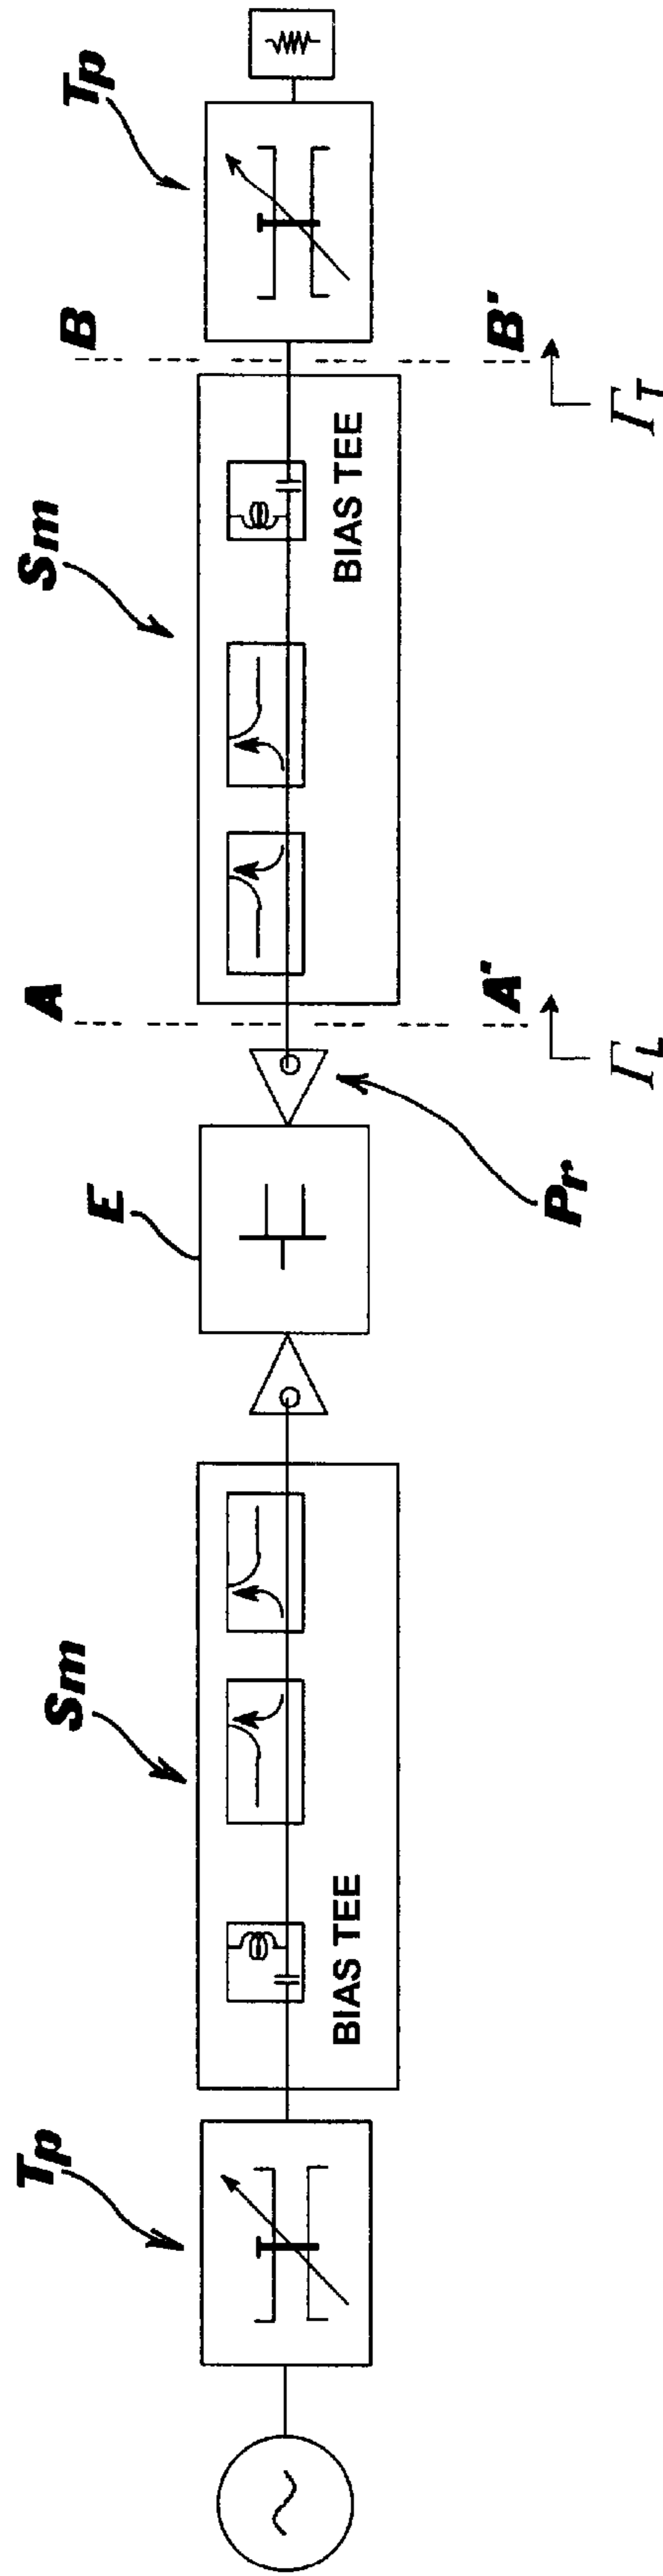 Tp
Sm
BIAS TEE
E
Pr
A
A'
Γ_L
Sm
BIAS TEE
B
B'
Γ_T
Tp